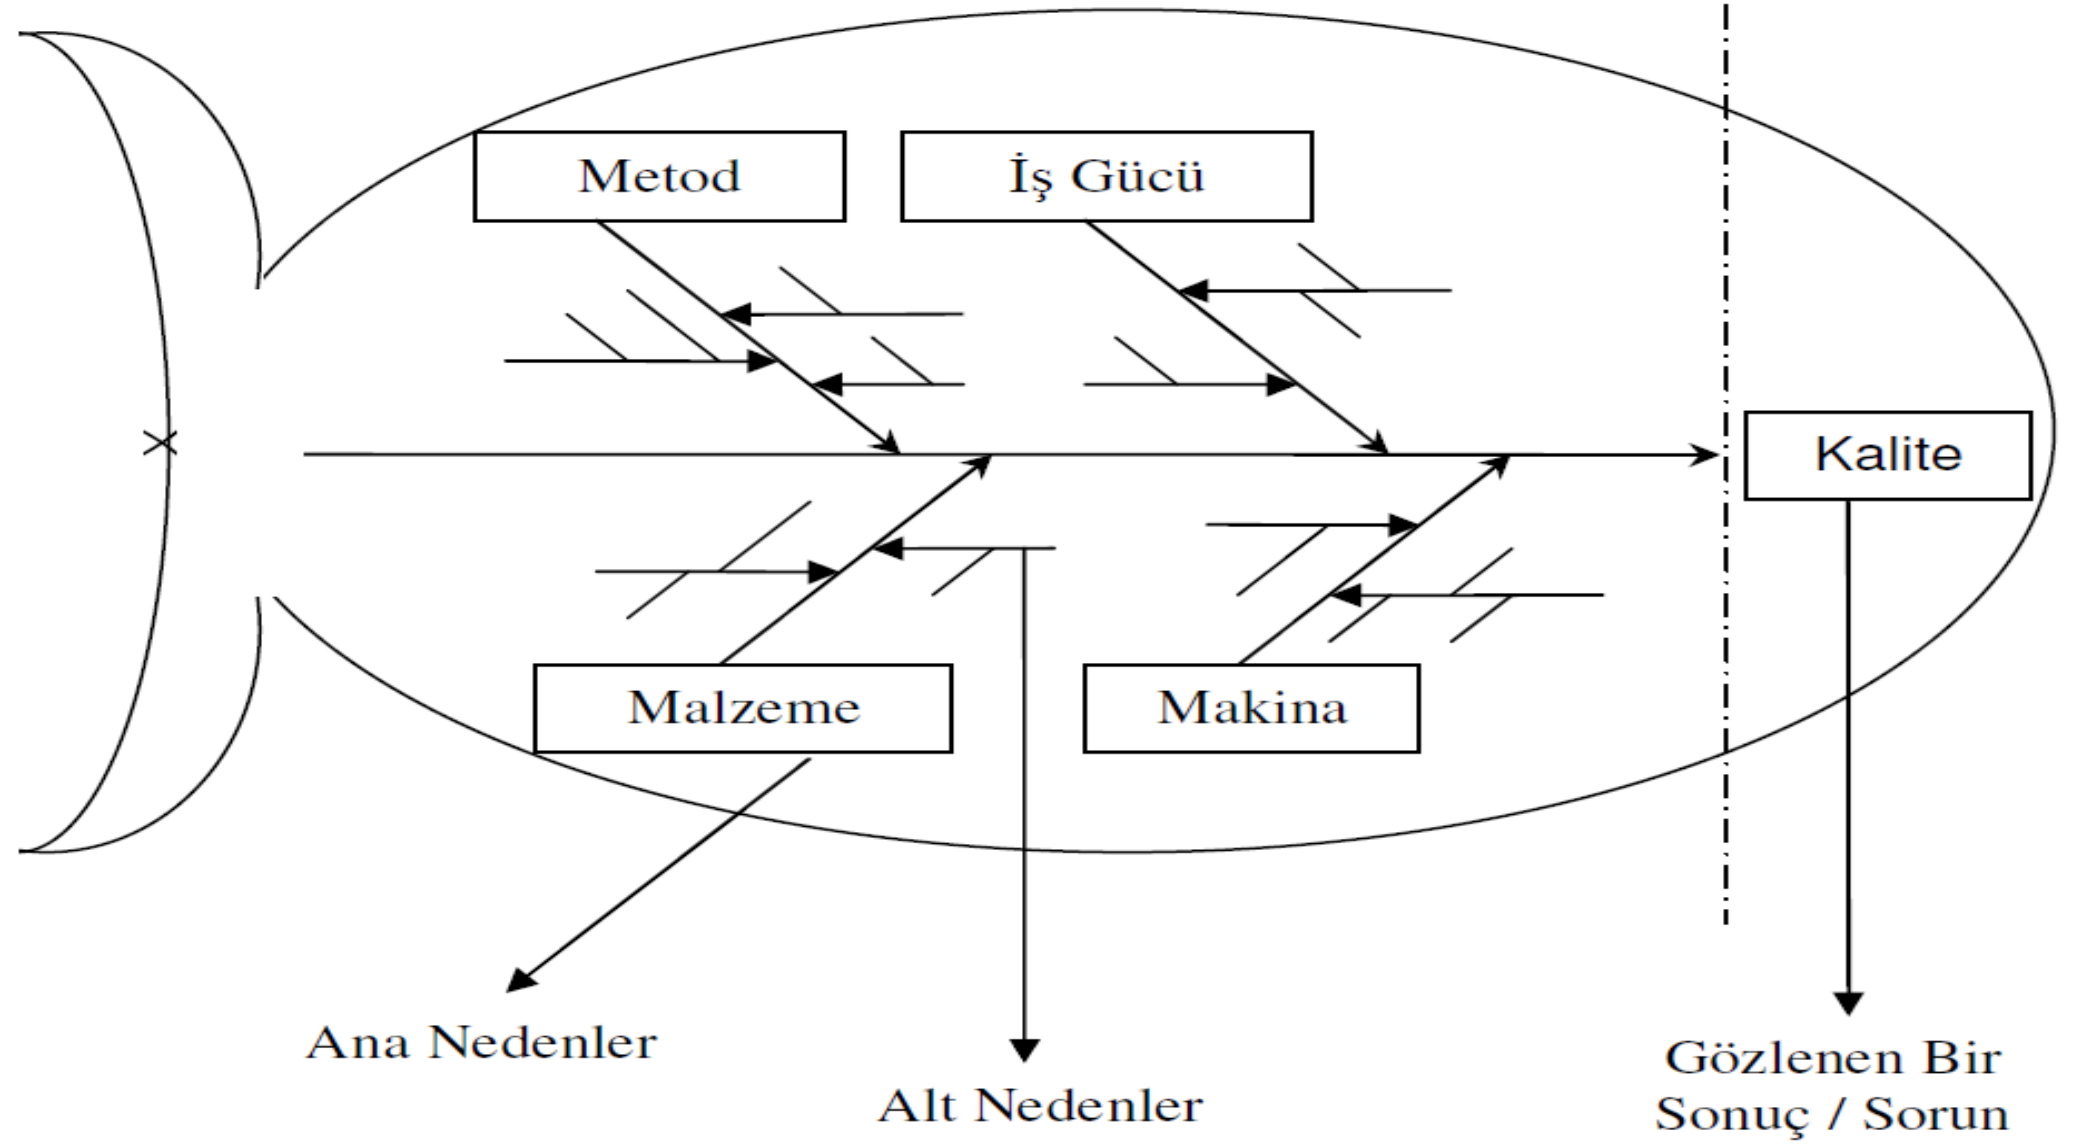 Metod
İş Gücü
Kalite
Malzeme
Makina
Ana Nedenler
Alt Nedenler
Gözlenen Bir
Sonuç / Sorun